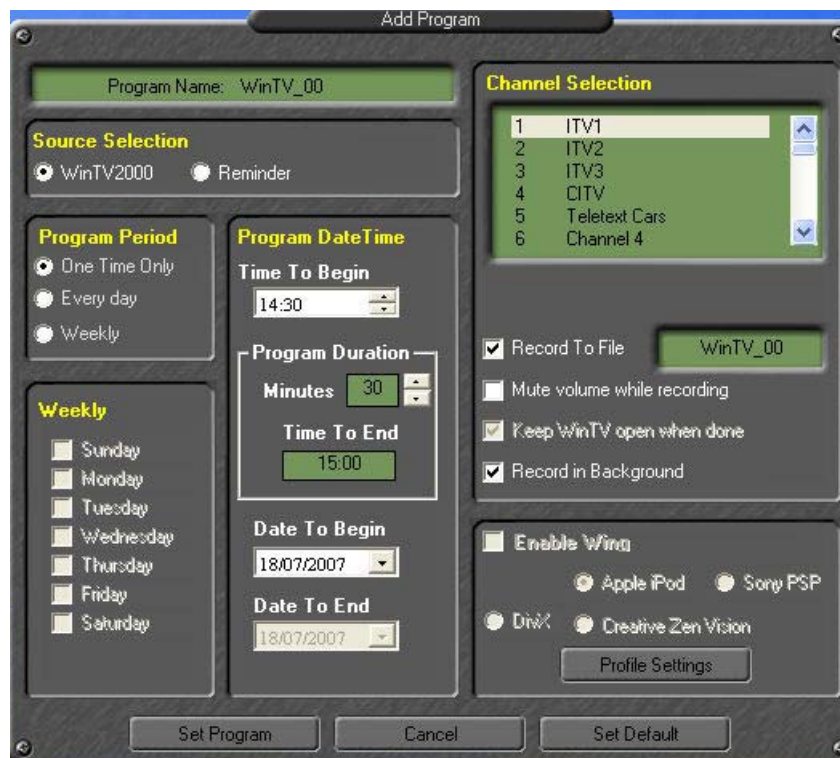 Add Program
Program Name: WinTV_00
Source Selection
WinTV2000 Reminder
Program Period
One Time Only
Every day
Weekly
Weekly
Sunday
Monday
Tuesday
Wednesday
Thursday
Friday
Saturday
Program DateTime
Time To Begin
14:30
Program Duration
Minutes 30
Time To End
15:00
Date To Begin
18/07/2007
Date To End
18/07/2007
Channel Selection
1 ITV1
2 ITV2
3 ITV3
4 CITV
5 Teletext Cars
6 Channel 4
Record To File WinTV_00
Mute volume while recording
Keep WinTV open when done
Record in Background
Enable Wing
Apple iPod Sony PSP
DivX Creative Zen Vision
Profile Settings
Set Program Cancel Set Default